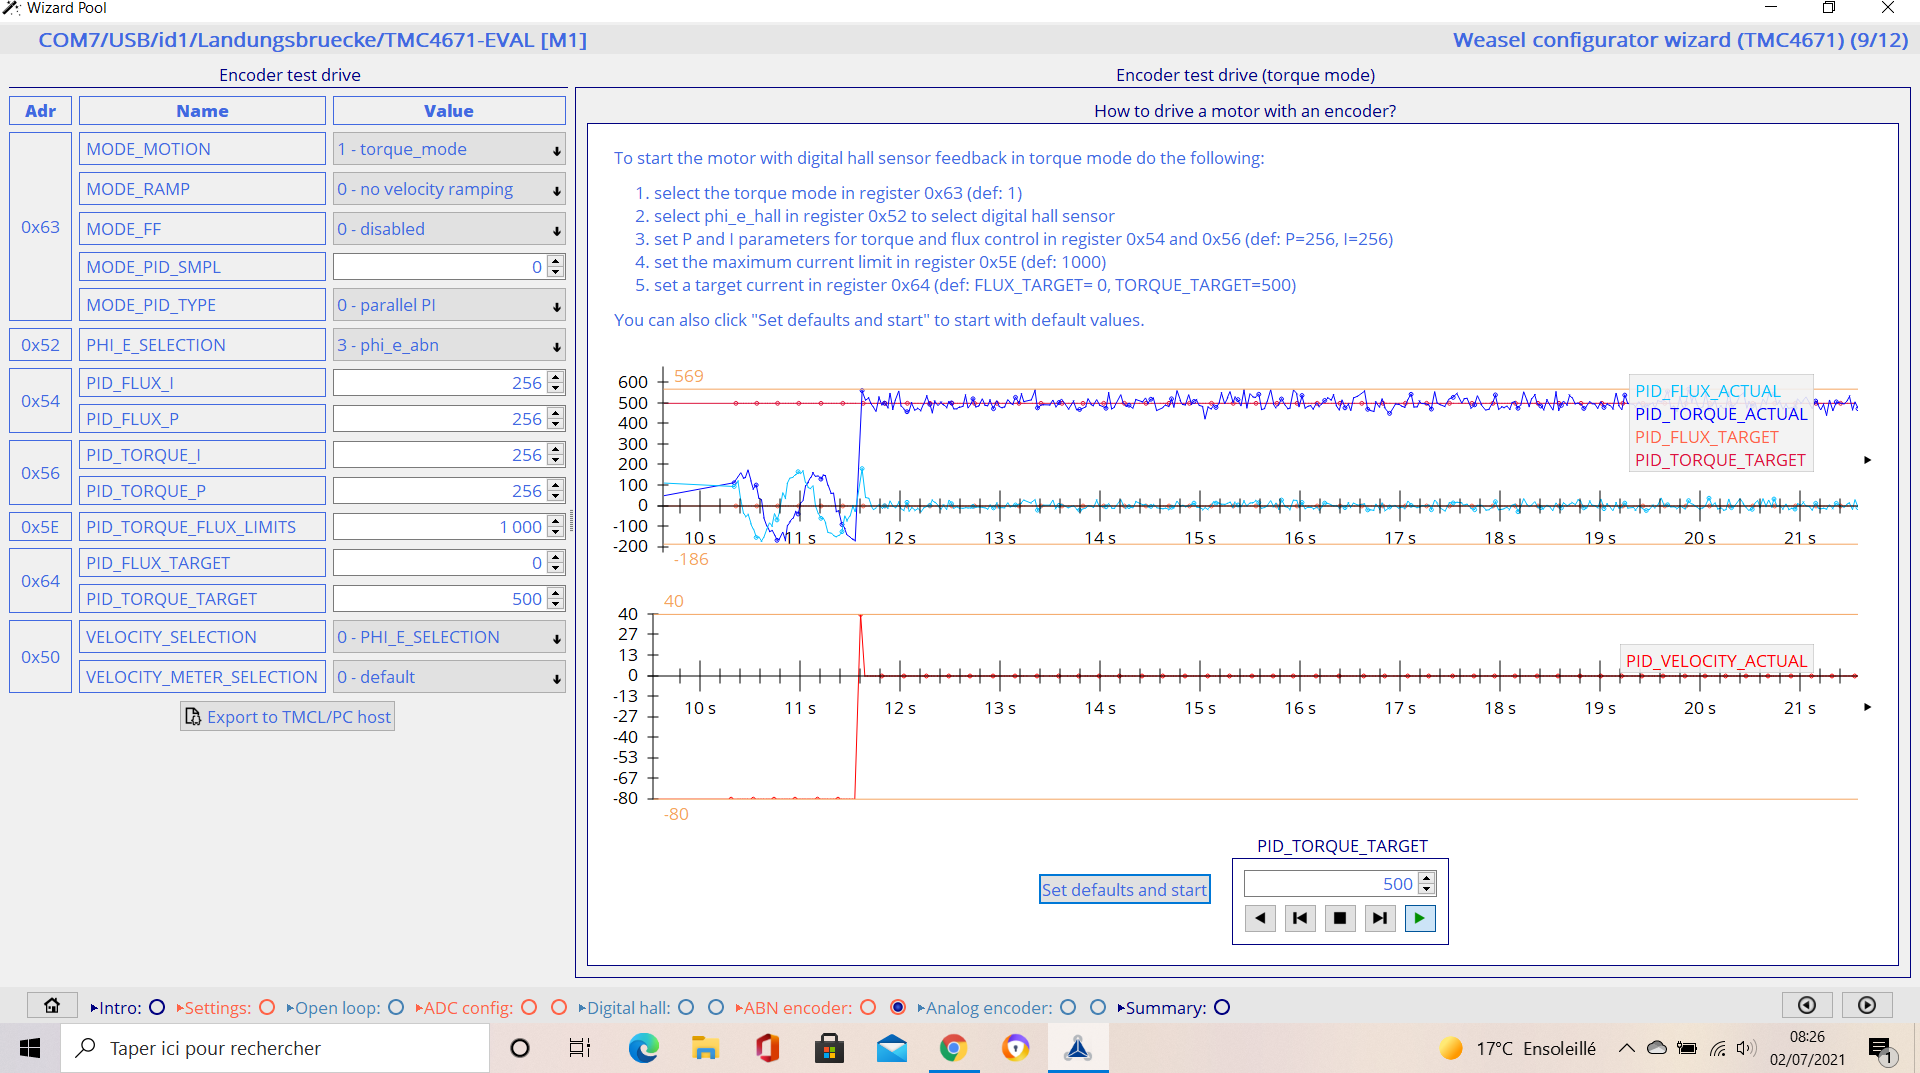 Wizard Pool
COM7/USB/id1/Landungsbruecke/TMC4671-EVAL [M1]
Weasel configurator wizard (TMC4671) (9/12)
Encoder test drive
Adr Name Value
0x63
MODE_MOTION 1 - torque_mode
MODE_RAMP 0 - no velocity ramping
MODE_FF 0 - disabled
MODE_PID_SMPL 0
MODE_PID_TYPE 0 - parallel PI
0x52 PHI_E_SELECTION 3 - phi_e_abn
0x54
PID_FLUX_I 256
PID_FLUX_P 256
0x56
PID_TORQUE_I 256
PID_TORQUE_P 256
0x5E PID_TORQUE_FLUX_LIMITS 1 000
0x64
PID_FLUX_TARGET 0
PID_TORQUE_TARGET 500
0x50
VELOCITY_SELECTION 0 - PHI_E_SELECTION
VELOCITY_METER_SELECTION 0 - default
Export to TMCL/PC host
Encoder test drive (torque mode)
How to drive a motor with an encoder?
To start the motor with digital hall sensor feedback in torque mode do the following:
1. select the torque mode in register 0x63 (def: 1)
2. select phi_e_hall in register 0x52 to select digital hall sensor
3. set P and I parameters for torque and flux control in register 0x54 and 0x56 (def: P=256, I=256)
4. set the maximum current limit in register 0x5E (def: 1000)
5. set a target current in register 0x64 (def: FLUX_TARGET= 0, TORQUE_TARGET=500)
You can also click "Set defaults and start" to start with default values.
569
600
500
400
300
200
100
0
-100
-200
10 s 11 s 12 s 13 s 14 s 15 s 16 s 17 s 18 s 19 s 20 s 21 s
-186
PID_FLUX_ACTUAL
PID_TORQUE_ACTUAL
PID_FLUX_TARGET
PID_TORQUE_TARGET
40
40
27
13
0
-13
-27
-40
-53
-67
-80
10 s 11 s 12 s 13 s 14 s 15 s 16 s 17 s 18 s 19 s 20 s 21 s
-80
PID_VELOCITY_ACTUAL
PID_TORQUE_TARGET
500
Set defaults and start
Intro: Settings: Open loop: ADC config: Digital hall: ABN encoder: Analog encoder: Summary:
Taper ici pour rechercher
17°C Ensoleillé
08:26
02/07/2021
1